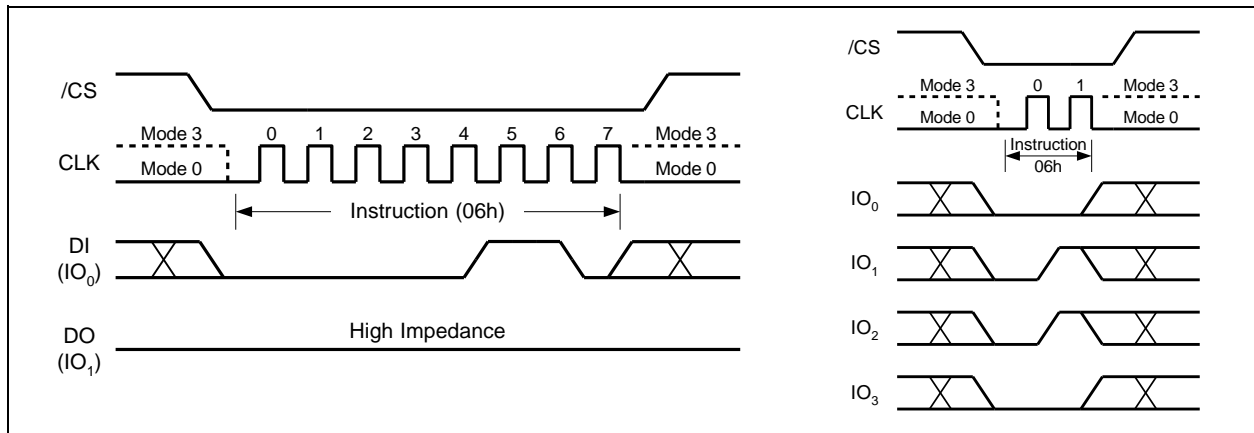 /CS
Mode 3 0 1 2 3 4 5 6 7 Mode 3
CLK
Mode 0 Mode 0
Instruction (06h)
DI
(IO0)
High Impedance
DO
(IO1)
/CS
Mode 3 0 1 Mode 3
CLK
Mode 0 Mode 0
Instruction
06h
IO0
IO1
IO2
IO3